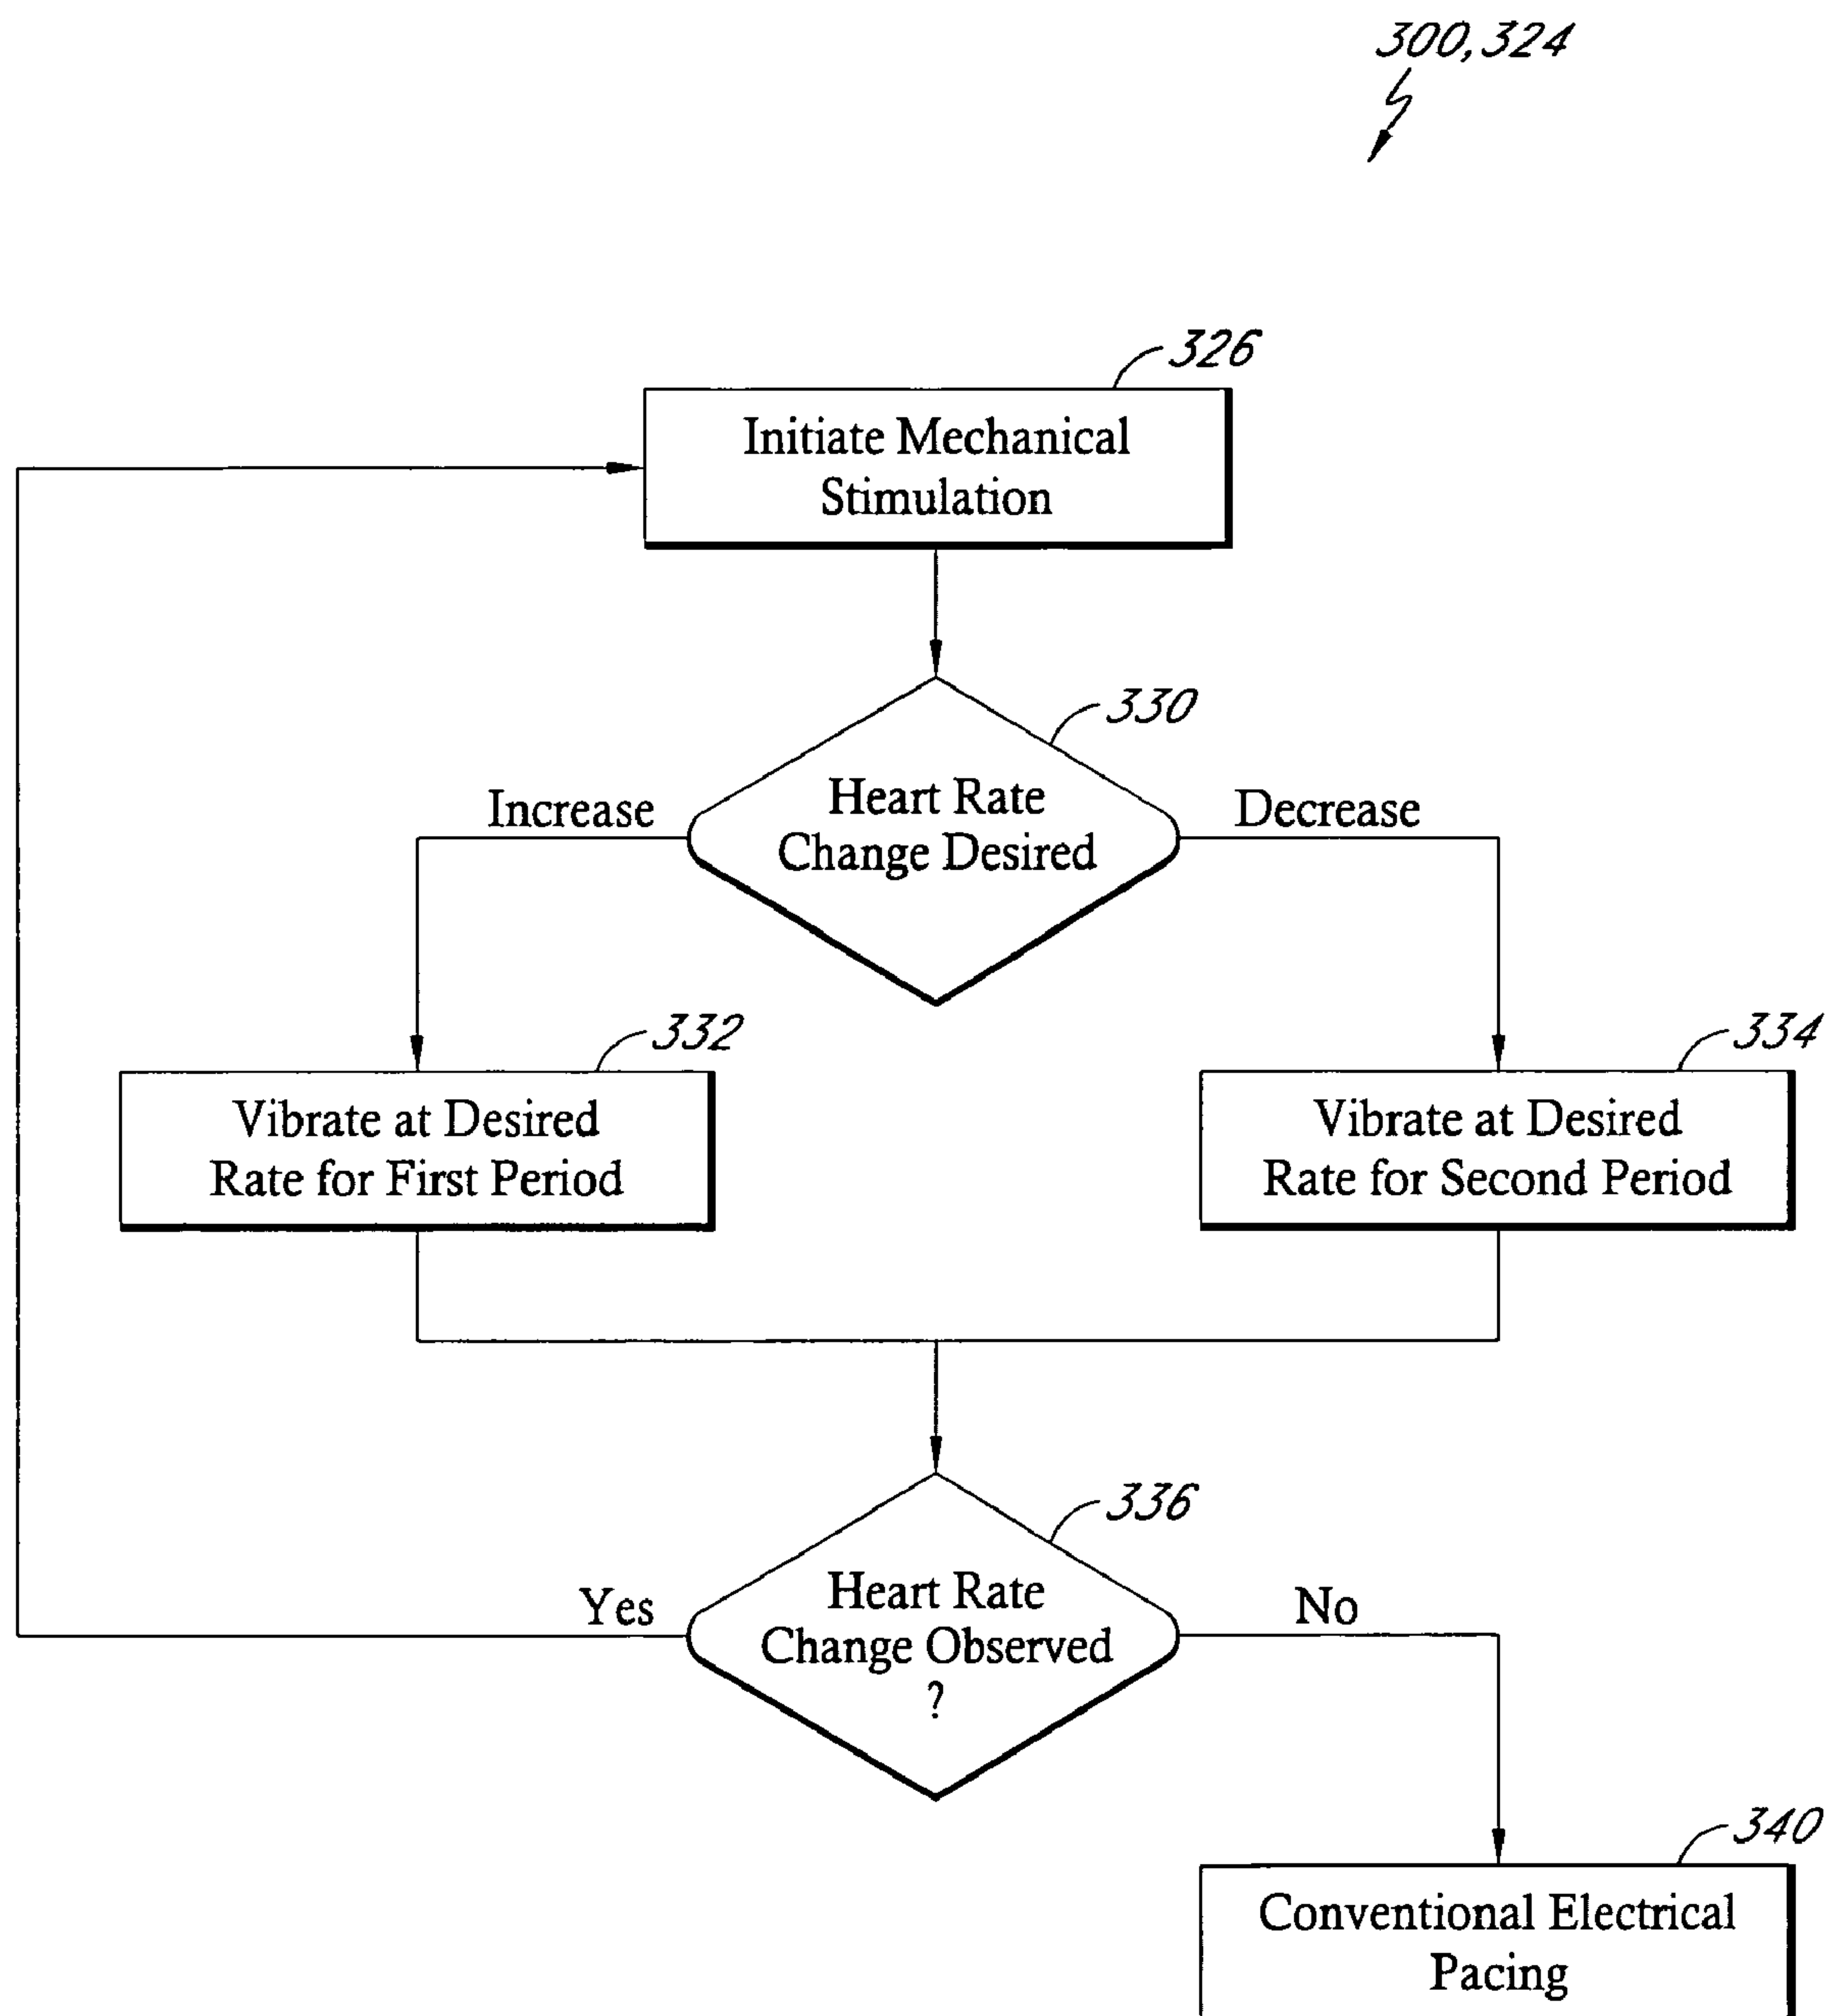 300, 324
326
Initiate Mechanical
Stimulation
330
Heart Rate
Change Desired
Increase
Decrease
332
Vibrate at Desired
Rate for First Period
334
Vibrate at Desired
Rate for Second Period
336
Heart Rate
Change Observed
?
Yes
No
340
Conventional Electrical
Pacing